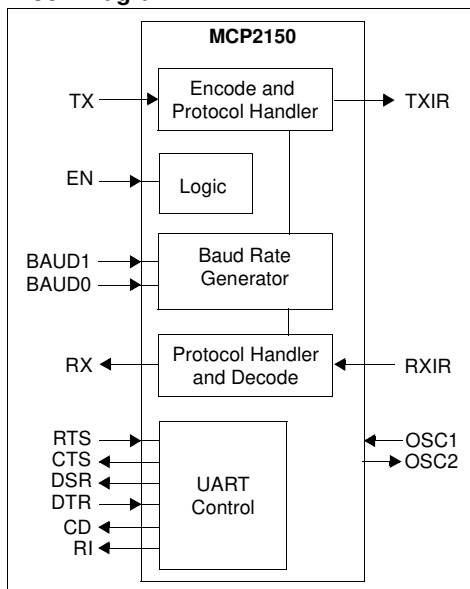 MCP2150
Encode and
Protocol Handler
TX
TXIR
EN
Logic
BAUD1
BAUD0
Baud Rate
Generator
RX
Protocol Handler
and Decode
RXIR
RTS
CTS
DSR
DTR
CD
RI
UART
Control
OSC1
OSC2